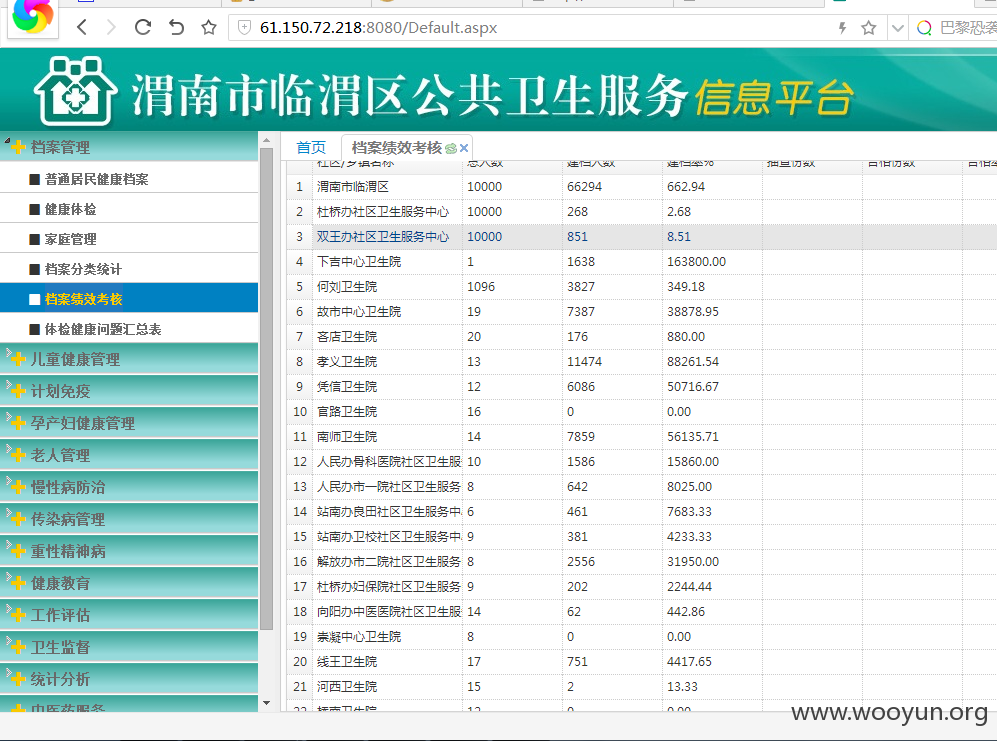 61.150.72.218:8080/Default.aspx
巴黎恐袭
渭南市临渭区公共卫生服务信息平台
档案管理
普通居民健康档案
健康体检
家庭管理
档案分类统计
档案绩效考核
体检健康问题汇总表
儿童健康管理
计划免疫
孕产妇健康管理
老人管理
慢性病防治
传染病管理
重性精神病
健康教育
工作评估
卫生监督
统计分析
中医药服务
首页 档案绩效考核
社区/乡镇名称 总人数 建档人数 建档率% 抽查份数 合格份数 合格率
1 渭南市临渭区 10000 66294 662.94
2 杜桥办社区卫生服务中心 10000 268 2.68
3 双王办社区卫生服务中心 10000 851 8.51
4 下吉中心卫生院 1 1638 163800.00
5 何刘卫生院 1096 3827 349.18
6 故市中心卫生院 19 7387 38878.95
7 吝店卫生院 20 176 880.00
8 孝义卫生院 13 11474 88261.54
9 凭信卫生院 12 6086 50716.67
10 官路卫生院 16 0 0.00
11 南师卫生院 14 7859 56135.71
12 人民办骨科医院社区卫生服 10 1586 15860.00
13 人民办市一院社区卫生服务 8 642 8025.00
14 站南办良田社区卫生服务中 6 461 7683.33
15 站南办卫校社区卫生服务中 9 381 4233.33
16 解放办市二院社区卫生服务 8 2556 31950.00
17 杜桥办妇保院社区卫生服务 9 202 2244.44
18 向阳办中医医院社区卫生服 14 62 442.86
19 崇凝中心卫生院 8 0 0.00
20 线王卫生院 17 751 4417.65
21 河西卫生院 15 2 13.33
22 桥南卫生院 12 0 0.00
www.wooyun.org